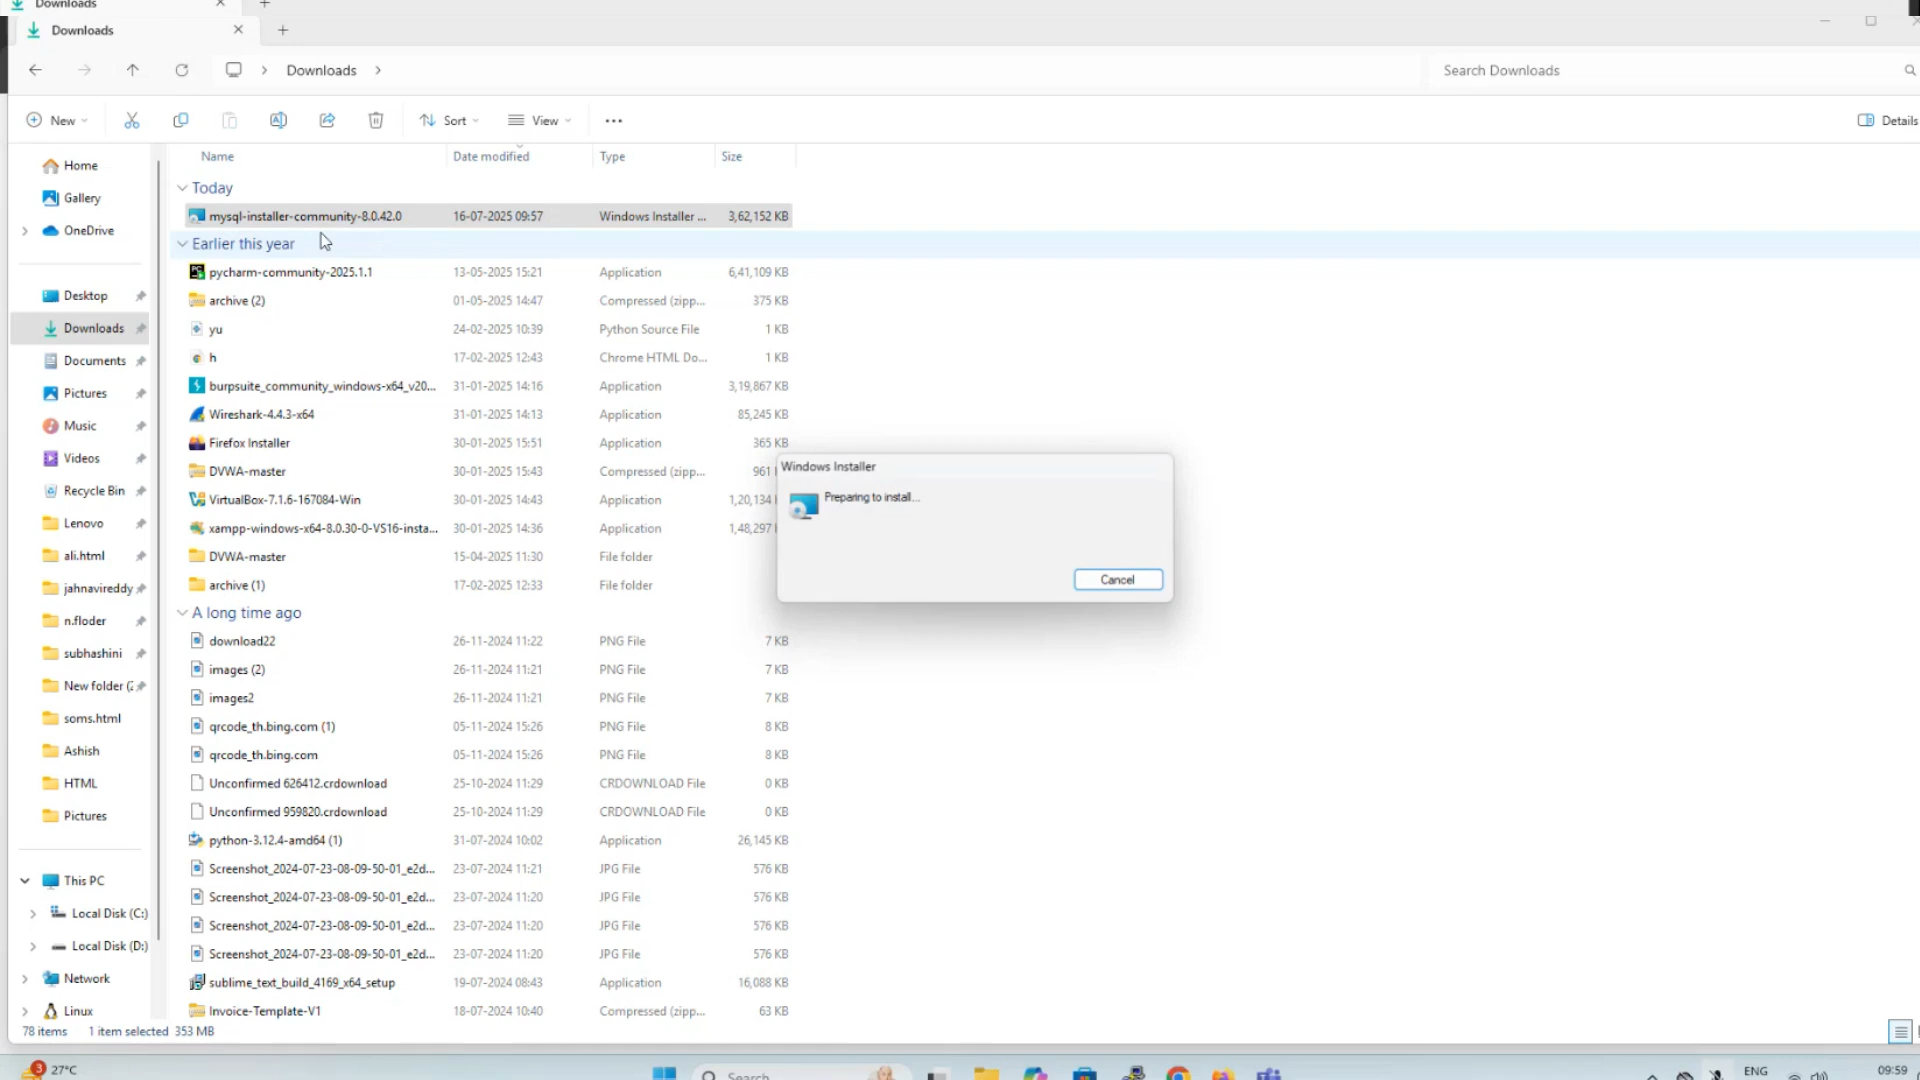 Downloads
Downloads
Downloads
Search Downloads
New
Sort
View
Details
Name Date modified Type Size
Home
Gallery
OneDrive
Desktop
Downloads
Documents
Pictures
Music
Videos
Recycle Bin
Lenovo
ali.html
jahnavireddy
n.floder
subhashini
New folder (2
soms.html
Ashish
HTML
Pictures
This PC
Local Disk (C:)
Local Disk (D:)
Network
Linux
Today
mysql-installer-community-8.0.42.0 16-07-2025 09:57 Windows Installer ... 3,62,152 KB
Earlier this year
pycharm-community-2025.1.1 13-05-2025 15:21 Application 6,41,109 KB
archive (2) 01-05-2025 14:47 Compressed (zipp... 375 KB
yu 24-02-2025 10:39 Python Source File 1 KB
h 17-02-2025 12:43 Chrome HTML Do... 1 KB
burpsuite_community_windows-x64_v20... 31-01-2025 14:16 Application 3,19,867 KB
Wireshark-4.4.3-x64 31-01-2025 14:13 Application 85,245 KB
Firefox Installer 30-01-2025 15:51 Application 365 KB
DVWA-master 30-01-2025 15:43 Compressed (zipp... 961
VirtualBox-7.1.6-167084-Win 30-01-2025 14:43 Application 1,20,134
xampp-windows-x64-8.0.30-0-VS16-insta... 30-01-2025 14:36 Application 1,48,297
DVWA-master 15-04-2025 11:30 File folder
archive (1) 17-02-2025 12:33 File folder
A long time ago
download22 26-11-2024 11:22 PNG File 7 KB
images (2) 26-11-2024 11:21 PNG File 7 KB
images2 26-11-2024 11:21 PNG File 7 KB
qrcode_th.bing.com (1) 05-11-2024 15:26 PNG File 8 KB
qrcode_th.bing.com 05-11-2024 15:26 PNG File 8 KB
Unconfirmed 626412.crdownload 25-10-2024 11:29 CRDOWNLOAD File 0 KB
Unconfirmed 959820.crdownload 25-10-2024 11:29 CRDOWNLOAD File 0 KB
python-3.12.4-amd64 (1) 31-07-2024 10:02 Application 26,145 KB
Screenshot_2024-07-23-08-09-50-01_e2d... 23-07-2024 11:21 JPG File 576 KB
Screenshot_2024-07-23-08-09-50-01_e2d... 23-07-2024 11:20 JPG File 576 KB
Screenshot_2024-07-23-08-09-50-01_e2d... 23-07-2024 11:20 JPG File 576 KB
Screenshot_2024-07-23-08-09-50-01_e2d... 23-07-2024 11:20 JPG File 576 KB
sublime_text_build_4169_x64_setup 19-07-2024 08:43 Application 16,088 KB
Invoice-Template-V1 18-07-2024 10:40 Compressed (zipp... 63 KB
Windows Installer
Preparing to install...
Cancel
78 items 1 item selected 353 MB
3
27°C
Search
ENG
09:59